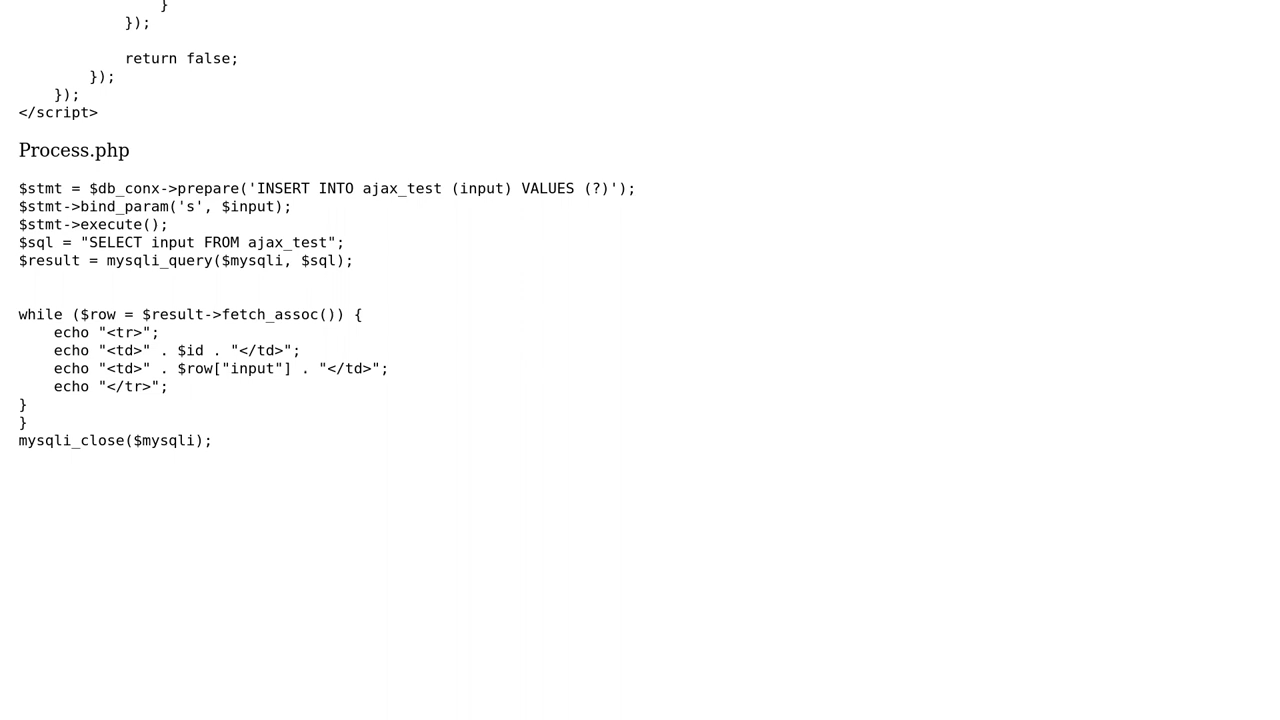 }
});
return false;
});
});
</script>
Process.php
$stmt = $db_conx->prepare('INSERT INTO ajax_test (input) VALUES (?)');
$stmt->bind_param('s', $input);
$stmt->execute();
$sql = "SELECT input FROM ajax_test";
$result = mysqli_query($mysqli, $sql);
while ($row = $result->fetch_assoc()) {
echo "<tr>";
echo "<td>" . $id . "</td>";
echo "<td>" . $row["input"] . "</td>";
echo "</tr>";
}
}
mysqli_close($mysqli);